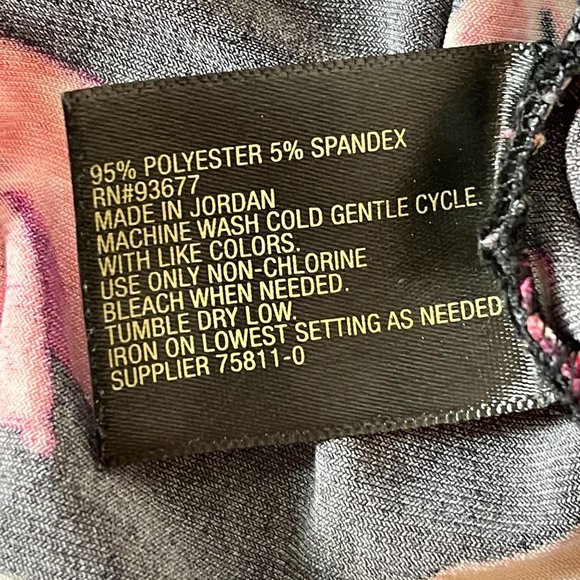 95% POLYESTER 5% SPANDEX
RN#93677
MADE IN JORDAN
MACHINE WASH COLD GENTLE CYCLE.
WITH LIKE COLORS.
USE ONLY NON-CHLORINE
BLEACH WHEN NEEDED.
TUMBLE DRY LOW.
IRON ON LOWEST SETTING AS NEEDED
SUPPLIER 75811-0